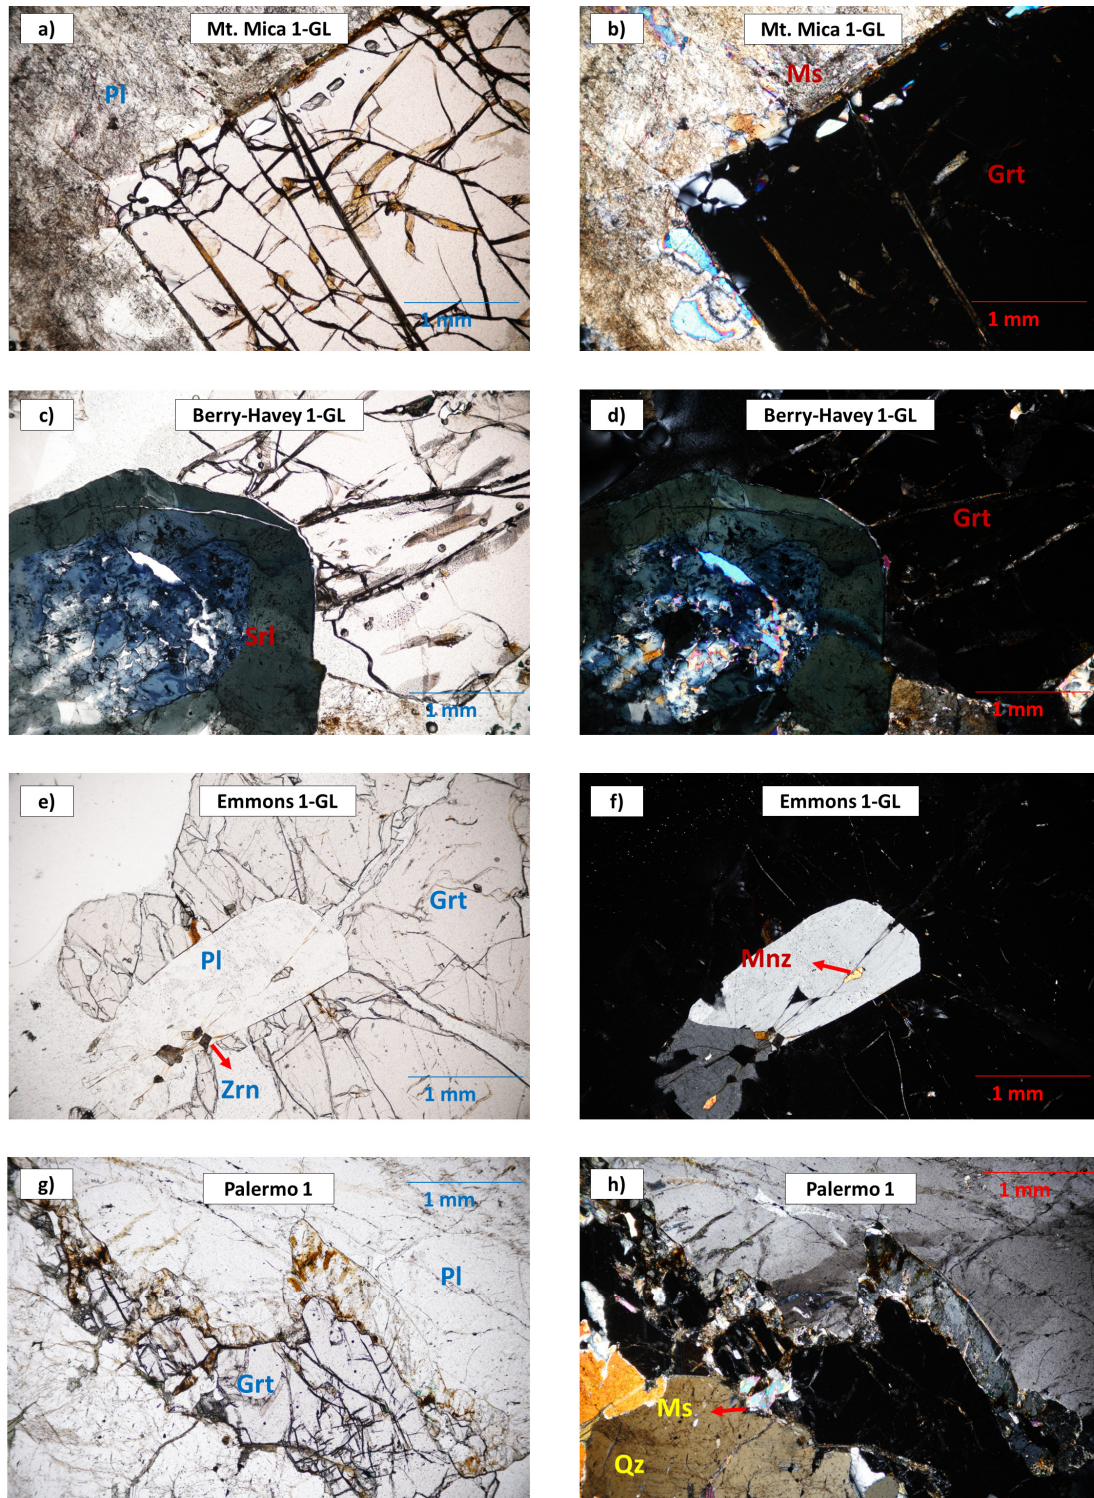 a)
Mt. Mica 1-GL
Pl
1 mm
b)
Mt. Mica 1-GL
Ms
Grt
1 mm
c)
Berry-Havey 1-GL
Srl
1 mm
d)
Berry-Havey 1-GL
Grt
1 mm
e)
Emmons 1-GL
Grt
Pl
Zrn
1 mm
f)
Emmons 1-GL
Mnz
1 mm
g)
Palermo 1
1 mm
Pl
Grt
h)
Palermo 1
1 mm
Ms
Qz